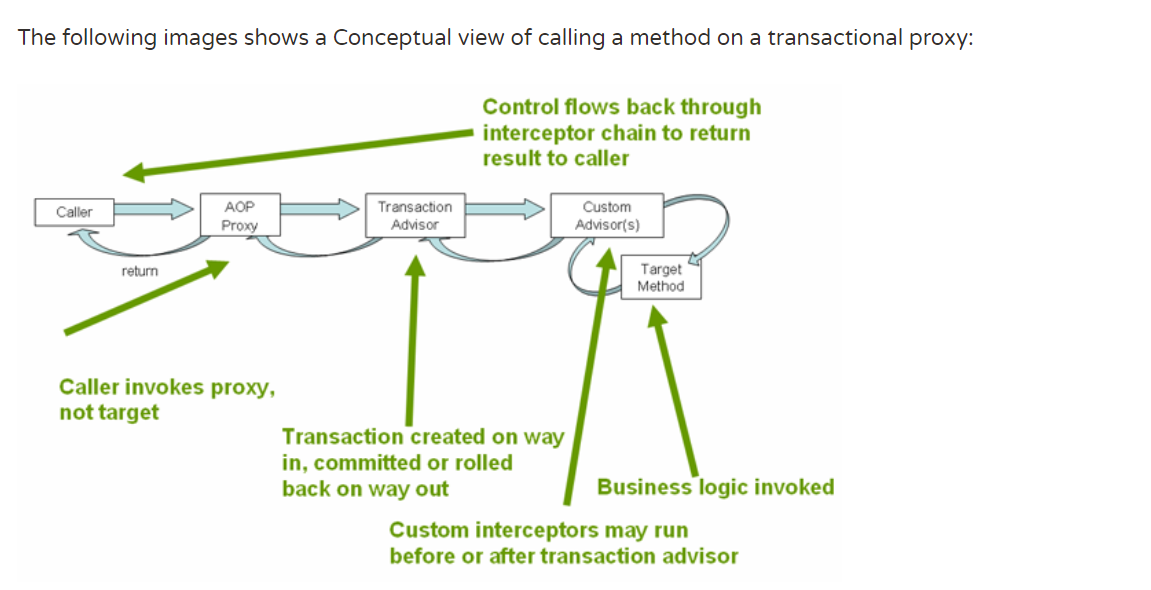 The following images shows a Conceptual view of calling a method on a transactional proxy:
Control flows back through
interceptor chain to return
result to caller
Caller
AOP
Proxy
Transaction
Advisor
Custom
Advisor(s)
return
Target
Method
Caller invokes proxy,
not target
Transaction created on way
in, committed or rolled
back on way out
Business logic invoked
Custom interceptors may run
before or after transaction advisor